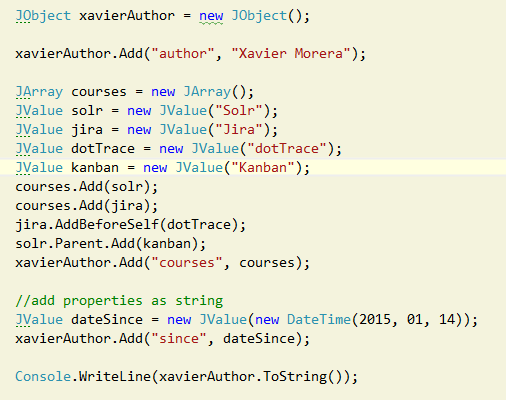 JObject xavierAuthor = new JObject();
xavierAuthor.Add("author", "Xavier Morera");
JArray courses = new JArray();
JValue solr = new JValue("Solr");
JValue jira = new JValue("Jira");
JValue dotTrace = new JValue("dotTrace");
JValue kanban = new JValue("Kanban");
courses.Add(solr);
courses.Add(jira);
jira.AddBeforeSelf(dotTrace);
solr.Parent.Add(kanban);
xavierAuthor.Add("courses", courses);
//add properties as string
JValue dateSince = new JValue(new DateTime(2015, 01, 14));
xavierAuthor.Add("since", dateSince);
Console.WriteLine(xavierAuthor.ToString());